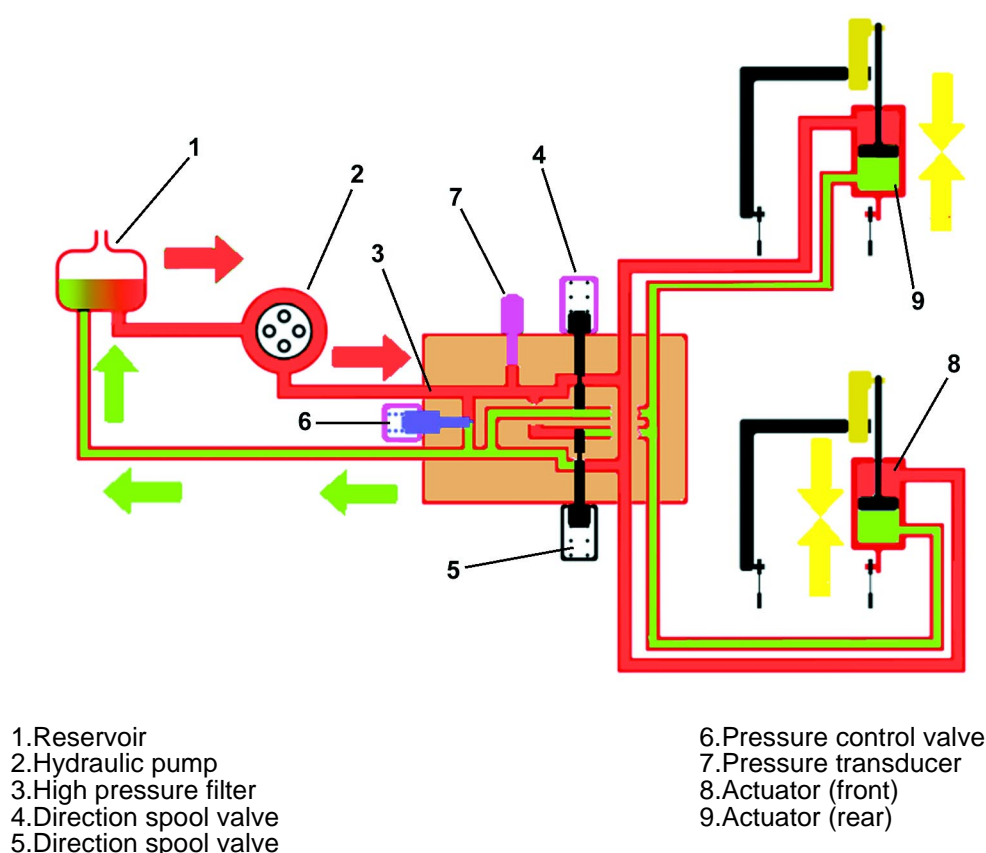 1
2
3
4
7
6
5
9
8
1.Reservoir
2.Hydraulic pump
3.High pressure filter
4.Direction spool valve
5.Direction spool valve
6.Pressure control valve
7.Pressure transducer
8.Actuator (front)
9.Actuator (rear)